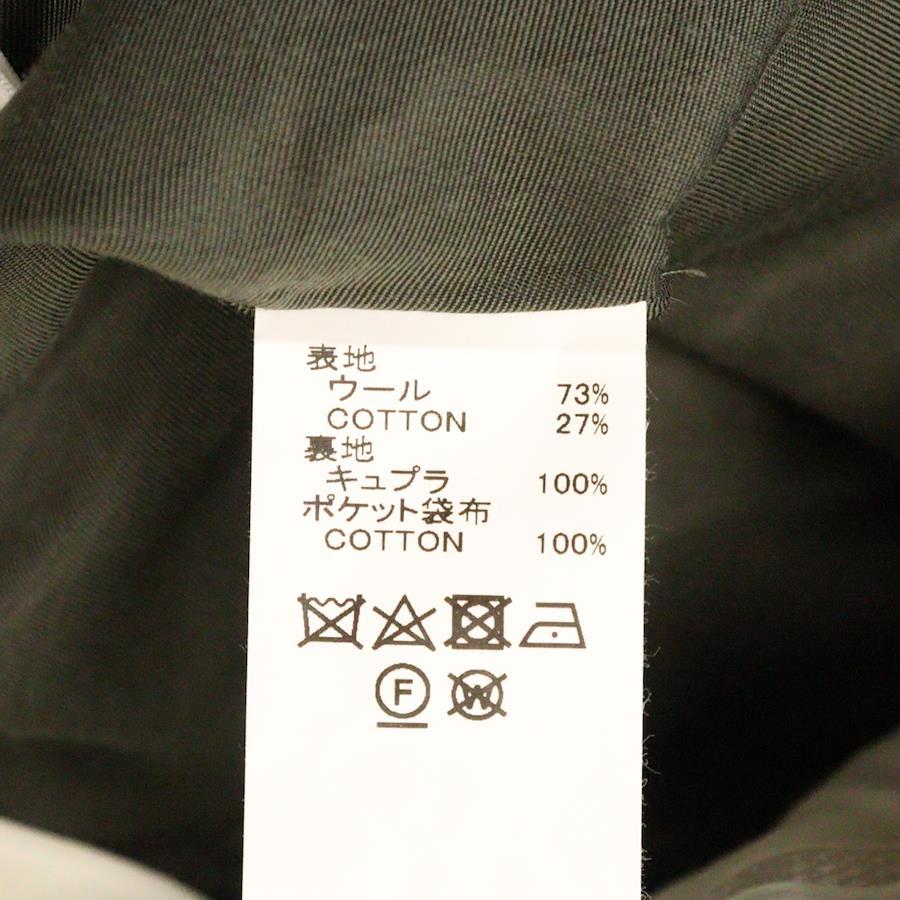 表地
ウール 73%
COTTON 27%
裏地
キュプラ 100%
ポケット袋布
COTTON 100%
F W